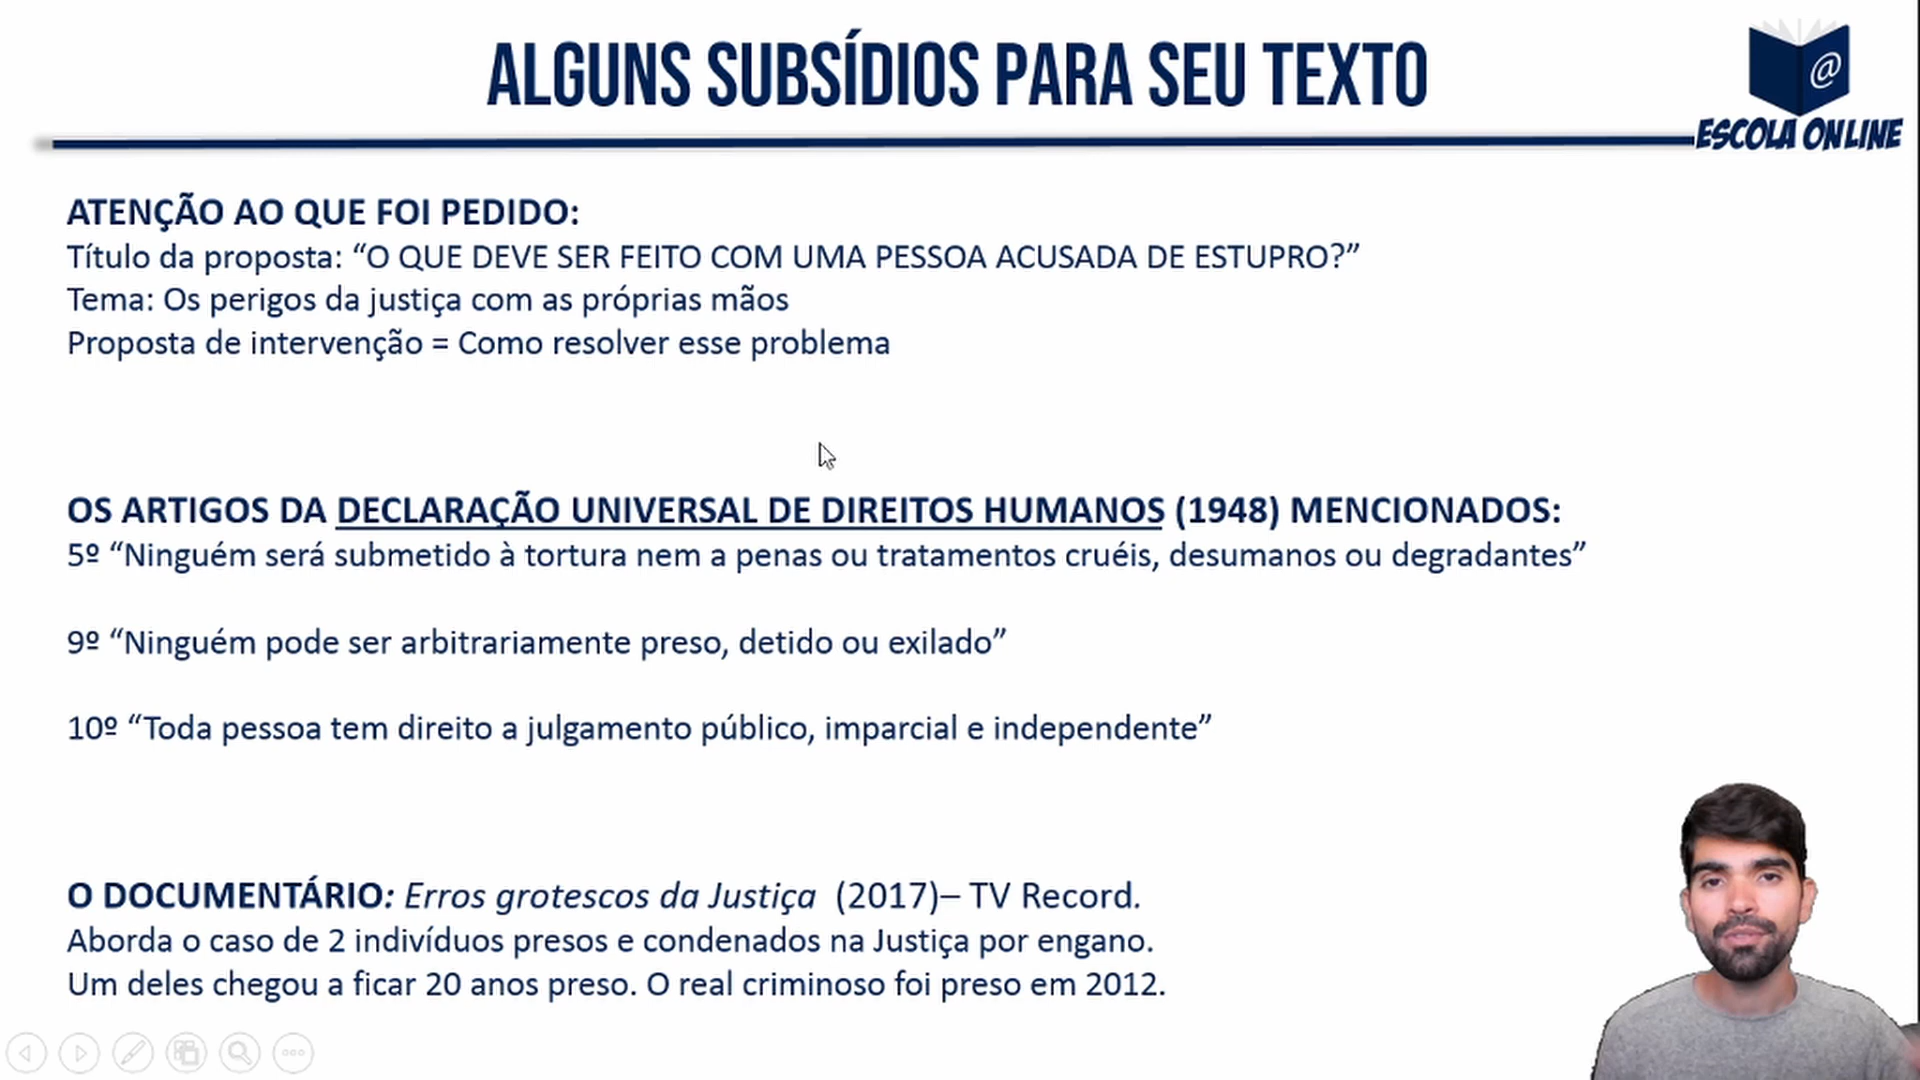 ALGUNS SUBSÍDIOS PARA SEU TEXTO
@
ESCOLA ONLINE
ATENÇÃO AO QUE FOI PEDIDO:
Título da proposta: “O QUE DEVE SER FEITO COM UMA PESSOA ACUSADA DE ESTUPRO?”
Tema: Os perigos da justiça com as próprias mãos
Proposta de intervenção = Como resolver esse problema
OS ARTIGOS DA DECLARAÇÃO UNIVERSAL DE DIREITOS HUMANOS (1948) MENCIONADOS:
5º “Ninguém será submetido à tortura nem a penas ou tratamentos cruéis, desumanos ou degradantes”
9º “Ninguém pode ser arbitrariamente preso, detido ou exilado”
10º “Toda pessoa tem direito a julgamento público, imparcial e independente”
O DOCUMENTÁRIO: Erros grotescos da Justiça (2017)– TV Record.
Aborda o caso de 2 indivíduos presos e condenados na Justiça por engano.
Um deles chegou a ficar 20 anos preso. O real criminoso foi preso em 2012.